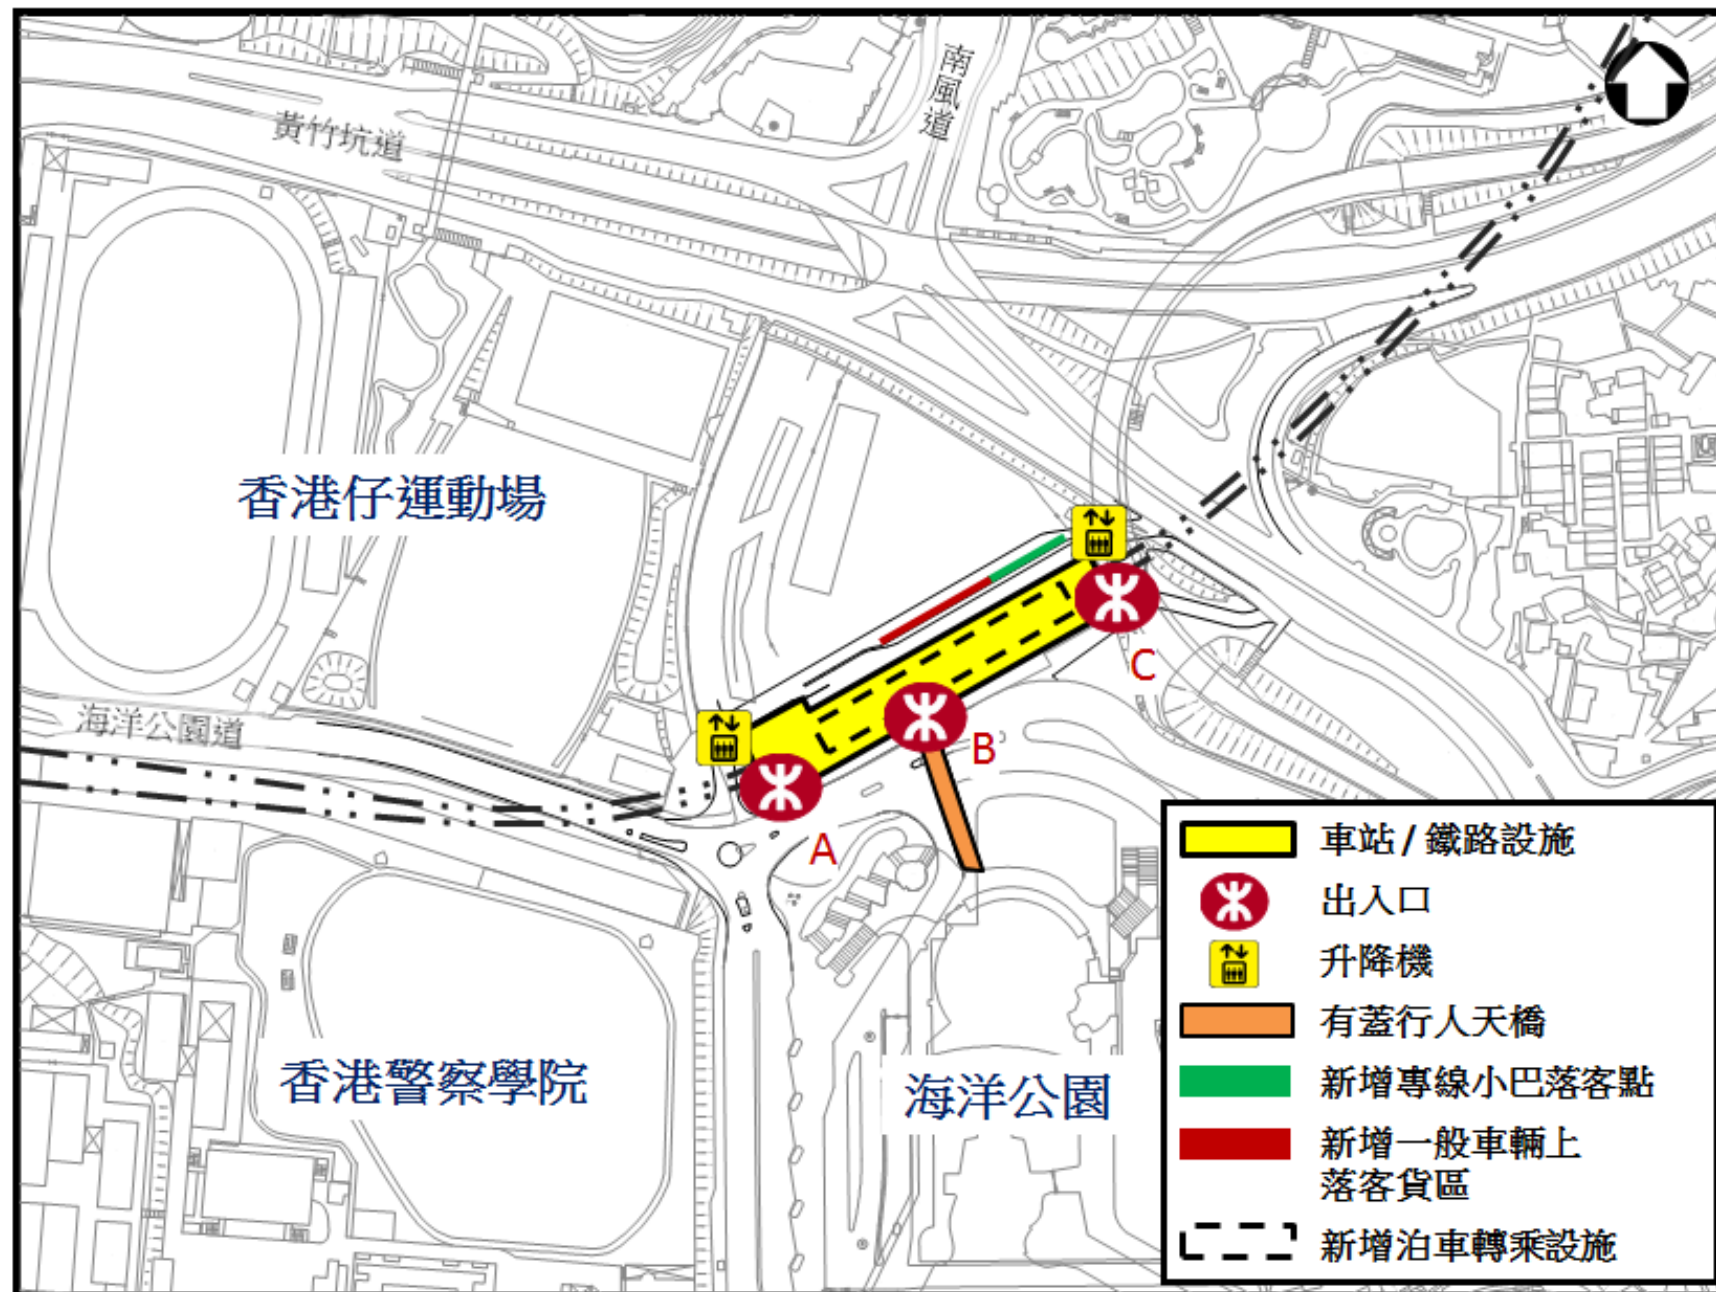 南風道
黃竹坑道
香港仔運動場
C
海洋公園道
B
A
香港警察學院
海洋公園
車站 / 鐵路設施
出入口
升降機
有蓋行人天橋
新增專線小巴落客點
新增一般車輛上
落客貨區
新增泊車轉乘設施